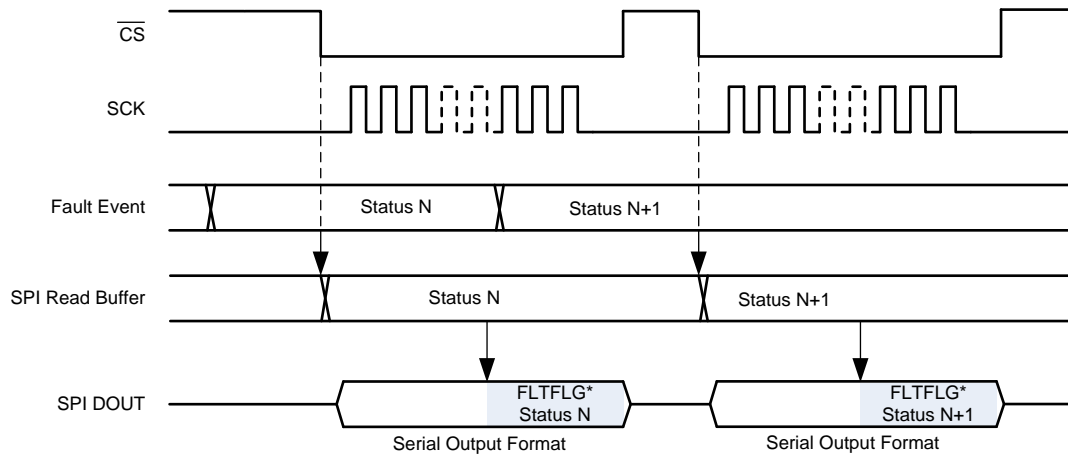 CS
SCK
Fault Event
Status N
Status N+1
SPI Read Buffer
Status N
Status N+1
SPI DOUT
FLTFLG*
Status N
FLTFLG*
Status N+1
Serial Output Format
Serial Output Format